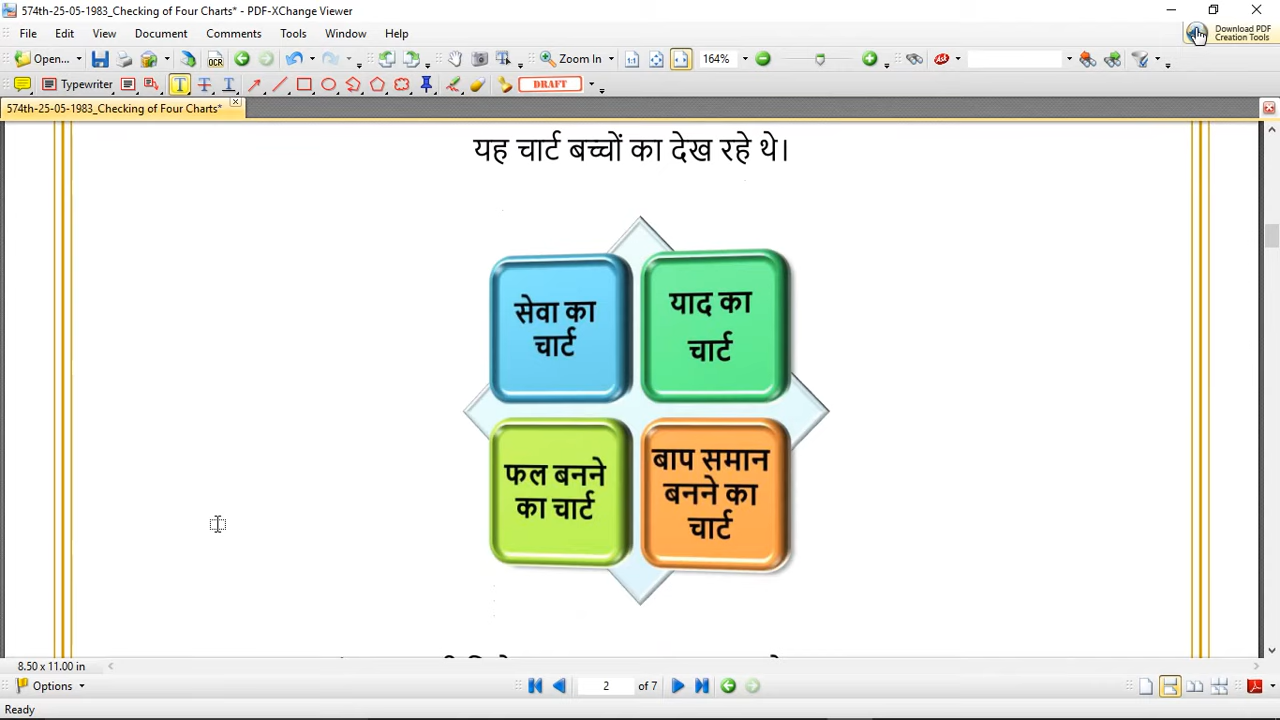 574th-25-05-1983_Checking of Four Charts* - PDF-XChange Viewer
File Edit View Document Comments Tools Window Help
Download PDF
Creation Tools
Open... OCR Zoom In 164%
Typewriter DRAFT
574th-25-05-1983_Checking of Four Charts*
यह चार्ट बच्चों का देख रहे थे।
सेवा का
चार्ट
याद का
चार्ट
फल बनने
का चार्ट
बाप समान
बनने का
चार्ट
8.50 x 11.00 in
Options 2 of 7
Ready